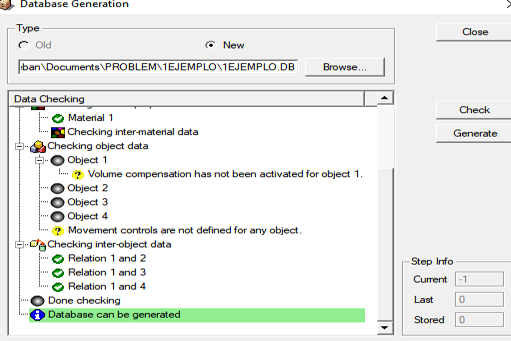 Database Generation
Type
Old
New
ban\Documents\PROBLEM\1EJEMPLO\1EJEMPLO.DB
Browse...
Close
Data Checking
Material 1
Checking inter-material data
Checking object data
Object 1
Volume compensation has not been activated for object 1.
Object 2
Object 3
Object 4
Movement controls are not defined for any object.
Checking inter-object data
Relation 1 and 2
Relation 1 and 3
Relation 1 and 4
Done checking
Database can be generated
Check
Generate
Step Info
Current -1
Last 0
Stored 0